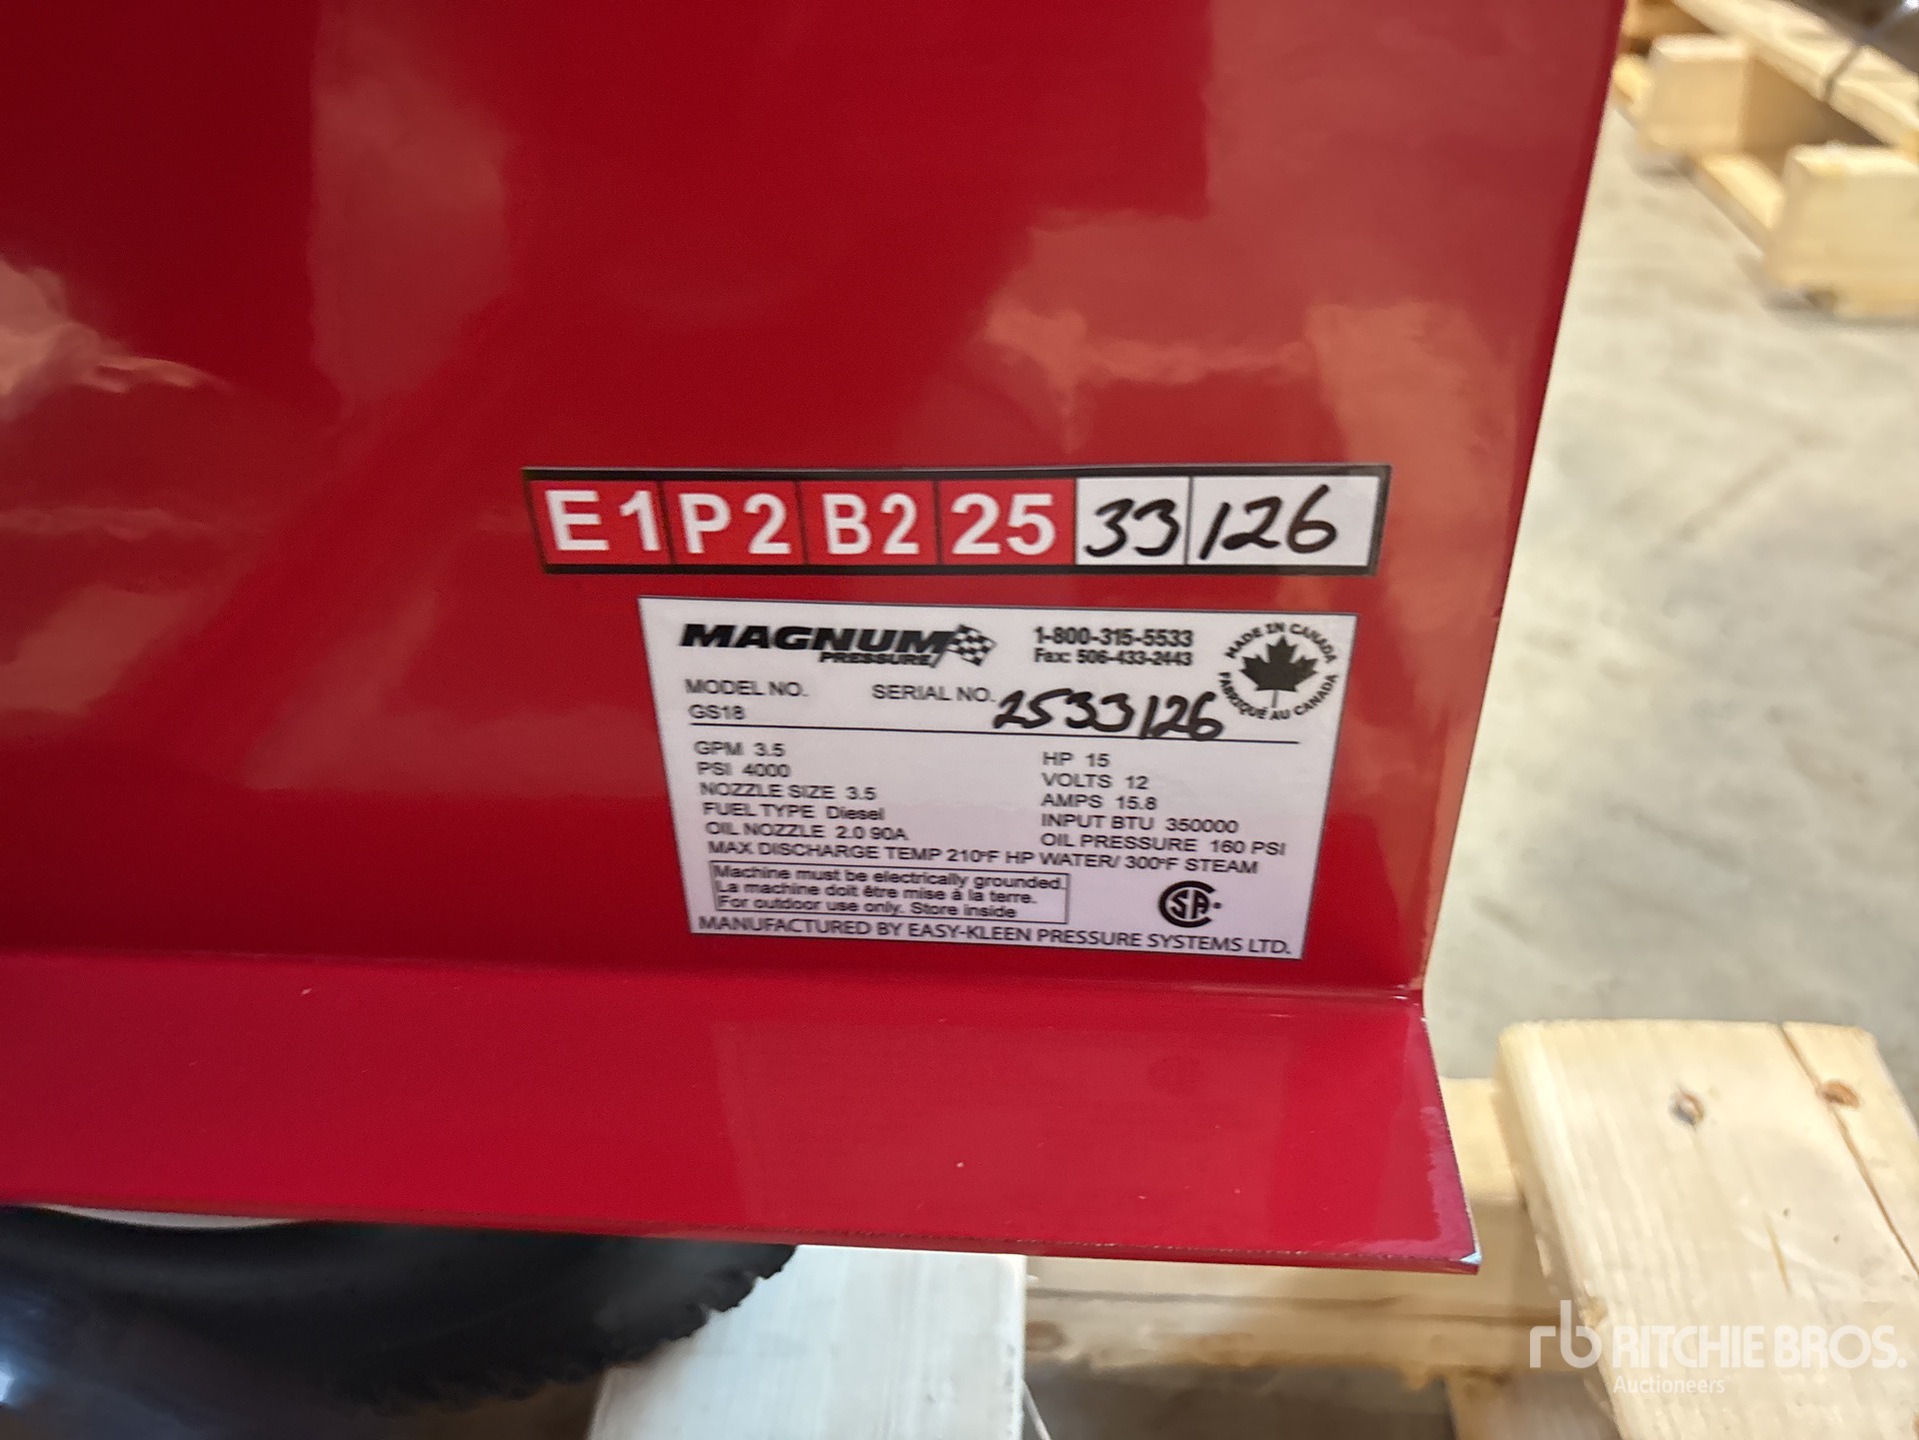 E1 P2 B2 25 33 126
MAGNUM
PRESSURE
1-800-315-5533
Fax: 506-433-2443
MADE IN CANADA
FABRIQUÉ AU CANADA
MODEL NO. SERIAL NO. 2533126
GS18
GPM 3.5 HP 15
PSI 4000 VOLTS 12
NOZZLE SIZE 3.5 AMPS 15.8
FUEL TYPE Diesel INPUT BTU 350000
OIL NOZZLE 2.0 90A OIL PRESSURE 160 PSI
MAX DISCHARGE TEMP 210°F HP WATER/ 300°F STEAM
Machine must be electrically grounded.
La machine doit être mise à la terre.
For outdoor use only. Store inside
CSA
MANUFACTURED BY EASY-KLEEN PRESSURE SYSTEMS LTD.
rb RITCHIE BROS.
Auctioneers